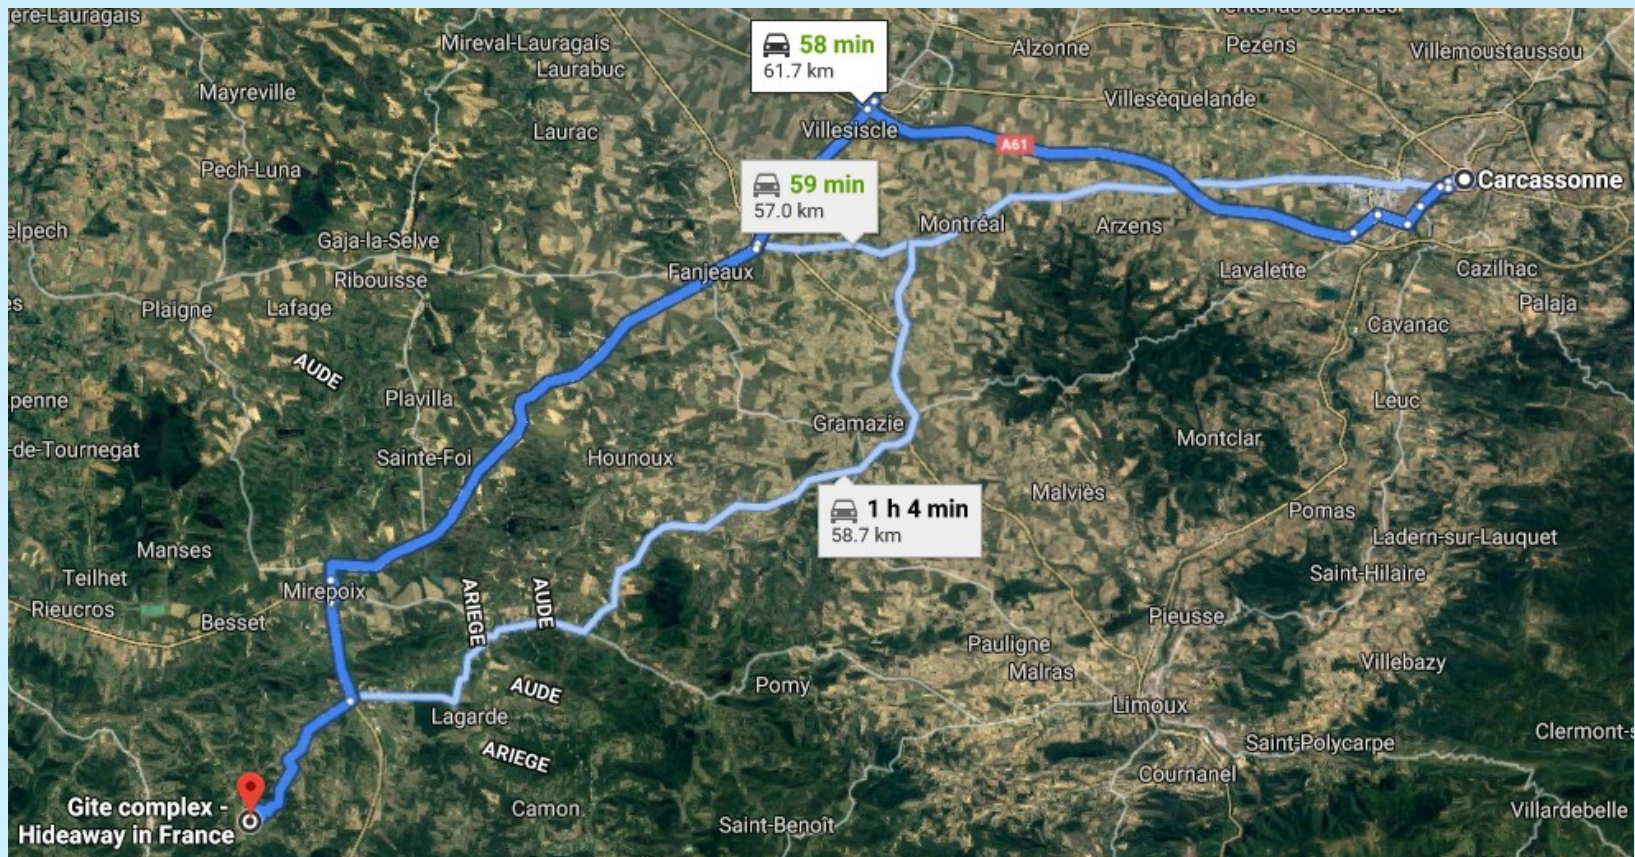 ère-Lauragais
Mireval-Lauragais
Laurabuc
58 min
61.7 km
Alzonne
Pezens
Villemoustaussou
Mayreville
Villesèquelande
Laurac
Villesiscle
A61
Pech-Luna
59 min
57.0 km
Carcassonne
elpech
Gaja-la-Selve
Montréal
Arzens
Ribouisse
Fanjeaux
Lavalette
Cazilhac
es
Plaigne
Lafage
Palaja
Cavanac
AUDE
penne
Plavilla
Leuc
Gramazie
Montclar
-de-Tournegat
Sainte-Foi
Hounoux
Malviès
1 h 4 min
58.7 km
Pomas
Ladern-sur-Lauquet
Manses
Teilhet
Mirepoix
Saint-Hilaire
Rieucros
Besset
ARIEGE
AUDE
Pieusse
Pauligne
Malras
Villebazy
Pomy
AUDE
Lagarde
Limoux
Clermont-s
ARIEGE
Saint-Polycarpe
Cournanel
Gite complex -
Hideaway in France
Camon
Saint-Benoît
Villardebelle